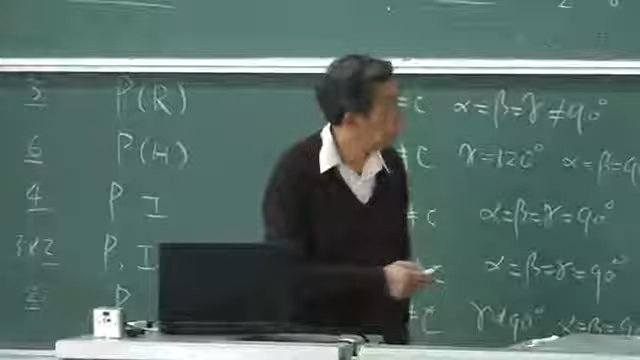 3 P(R) = C α=β=γ≠90°
6 P(H) ≠ C γ=120° α=β=90
4 P I ≠ C α=β=γ=90°
P, I α=β=γ=90°
2 P ≠ C γ≠90° α=β=90